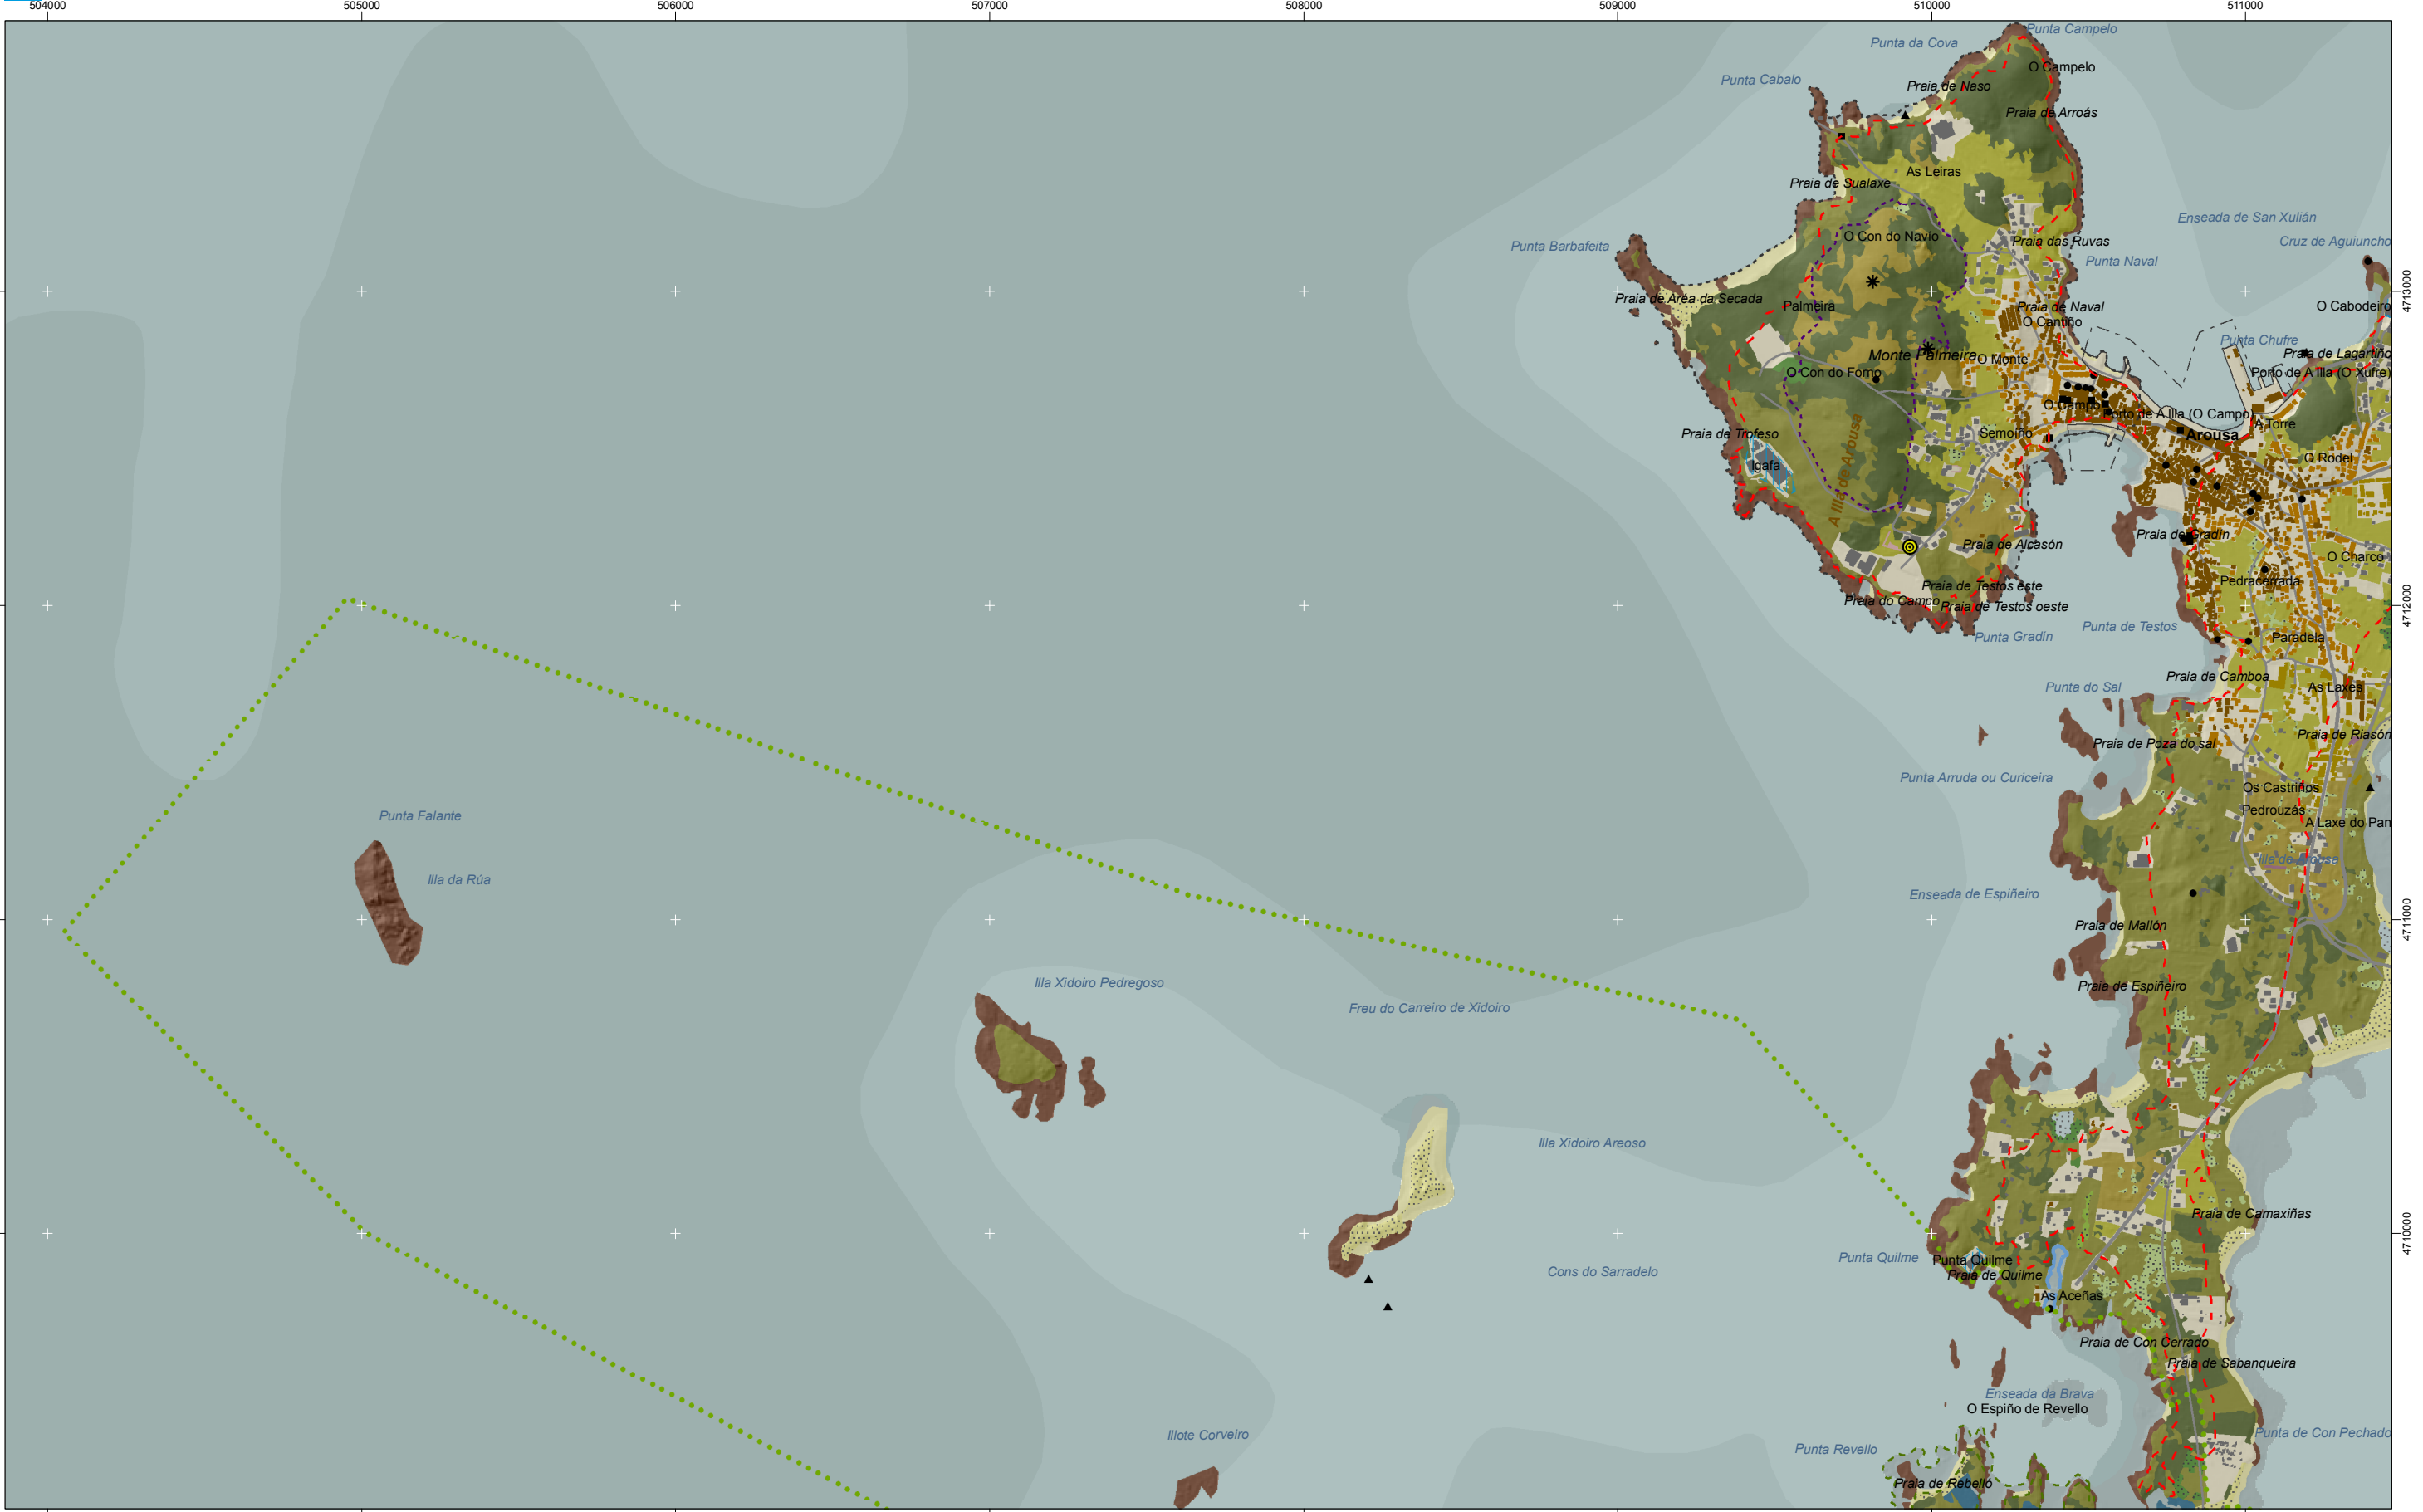 504000 505000 506000 507000 508000 509000 510000 511000
Punta Campelo
Punta da Cova
O Campelo
Punta Cabalo
Praia de Naso
Praia de Arroás
As Leiras
Praia de Sualaxe
Enseada de San Xulián
O Con do Navío
Praia das Ruvas
Cruz de Aguiuncho
Punta Barbafeita
Punta Naval
4713000
Praia de Area da Secada
Palmeira
Praia de Naval
O Cabodeiro
O Cantiño
Punta Chufre
Monte Palmeira
O Monte
Praia de Lagartiño
O Con do Forno
Porto de A Illa (O Xufre)
O Campo
Porto de A Illa (O Campo)
A Torre
Praia de Trofeso
Semoiño
Arousa
O Rodel
Igafa
A Illa de Arousa
Praia de Gradín
Praia de Alcasón
O Charco
Pedracerrada
Praia de Testos este
Praia do Campo
Praia de Testos oeste
4712000
Punta de Testos
Punta Gradín
Paradela
Praia de Camboa
Punta do Sal
As Laxes
Praia de Riasón
Praia de Poza do sal
Punta Arruda ou Curiceira
Os Castriños
Pedrouzás
Punta Falante
A Laxe do Pan
Illa de Arousa
Illa da Rúa
Enseada de Espiñeiro
4711000
Praia de Mallón
Illa Xidoiro Pedregoso
Praia de Espiñeiro
Freu do Carreiro de Xidoiro
Illa Xidoiro Areoso
Praia de Camaxiñas
4710000
Punta Quilme
Punta Quilme
Cons do Sarradelo
Praia de Quilme
As Aceñas
Praia de Con Cerrado
Praia de Sabanqueira
Enseada da Brava
O Espiño de Revello
Illote Corveiro
Punta de Con Pechado
Punta Revello
Praia de Rebello